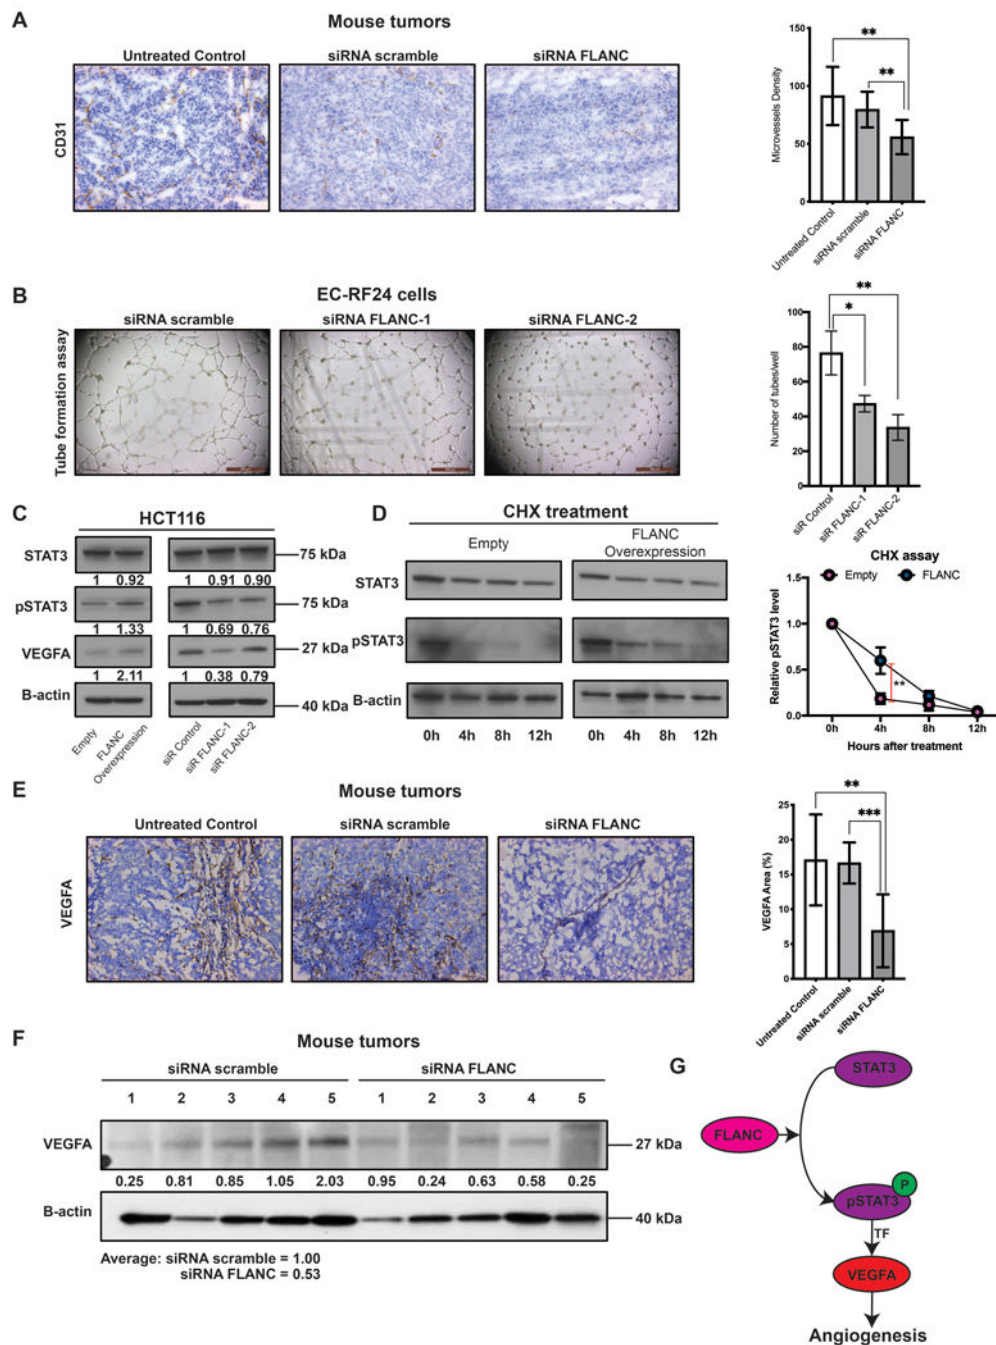 A
Mouse tumors
Untreated Control
siRNA scramble
siRNA FLANC
CD31
Microvessels Density
150
100
50
0
**
**
Untreated Control
siRNA scramble
siRNA FLANC
B
EC-RF24 cells
siRNA scramble
siRNA FLANC-1
siRNA FLANC-2
Tube formation assay
Number of tubes/well
100
80
60
40
20
0
**
*
siR Control
siR FLANC-1
siR FLANC-2
C
HCT116
STAT3
75 kDa
1 0.92 1 0.91 0.90
pSTAT3
75 kDa
1 1.33 1 0.69 0.76
VEGFA
27 kDa
1 2.11 1 0.38 0.79
B-actin
40 kDa
Empty
FLANC
Overexpression
siR Control
siR FLANC-1
siR FLANC-2
D
CHX treatment
Empty
FLANC
Overexpression
STAT3
pSTAT3
B-actin
0h 4h 8h 12h 0h 4h 8h 12h
CHX assay
Empty FLANC
Relative pSTAT3 level
1.5
1.0
0.5
0.0
**
0h 4h 8h 12h
Hours after treatment
E
Mouse tumors
Untreated Control
siRNA scramble
siRNA FLANC
VEGFA
VEGFA Area (%)
25
20
15
10
5
0
**
***
Untreated Control
siRNA scramble
siRNA FLANC
F
Mouse tumors
siRNA scramble
siRNA FLANC
1 2 3 4 5 1 2 3 4 5
VEGFA
27 kDa
0.25 0.81 0.85 1.05 2.03 0.95 0.24 0.63 0.58 0.25
B-actin
40 kDa
Average: siRNA scramble = 1.00
siRNA FLANC = 0.53
G
STAT3
FLANC
P
pSTAT3
TF
VEGFA
Angiogenesis